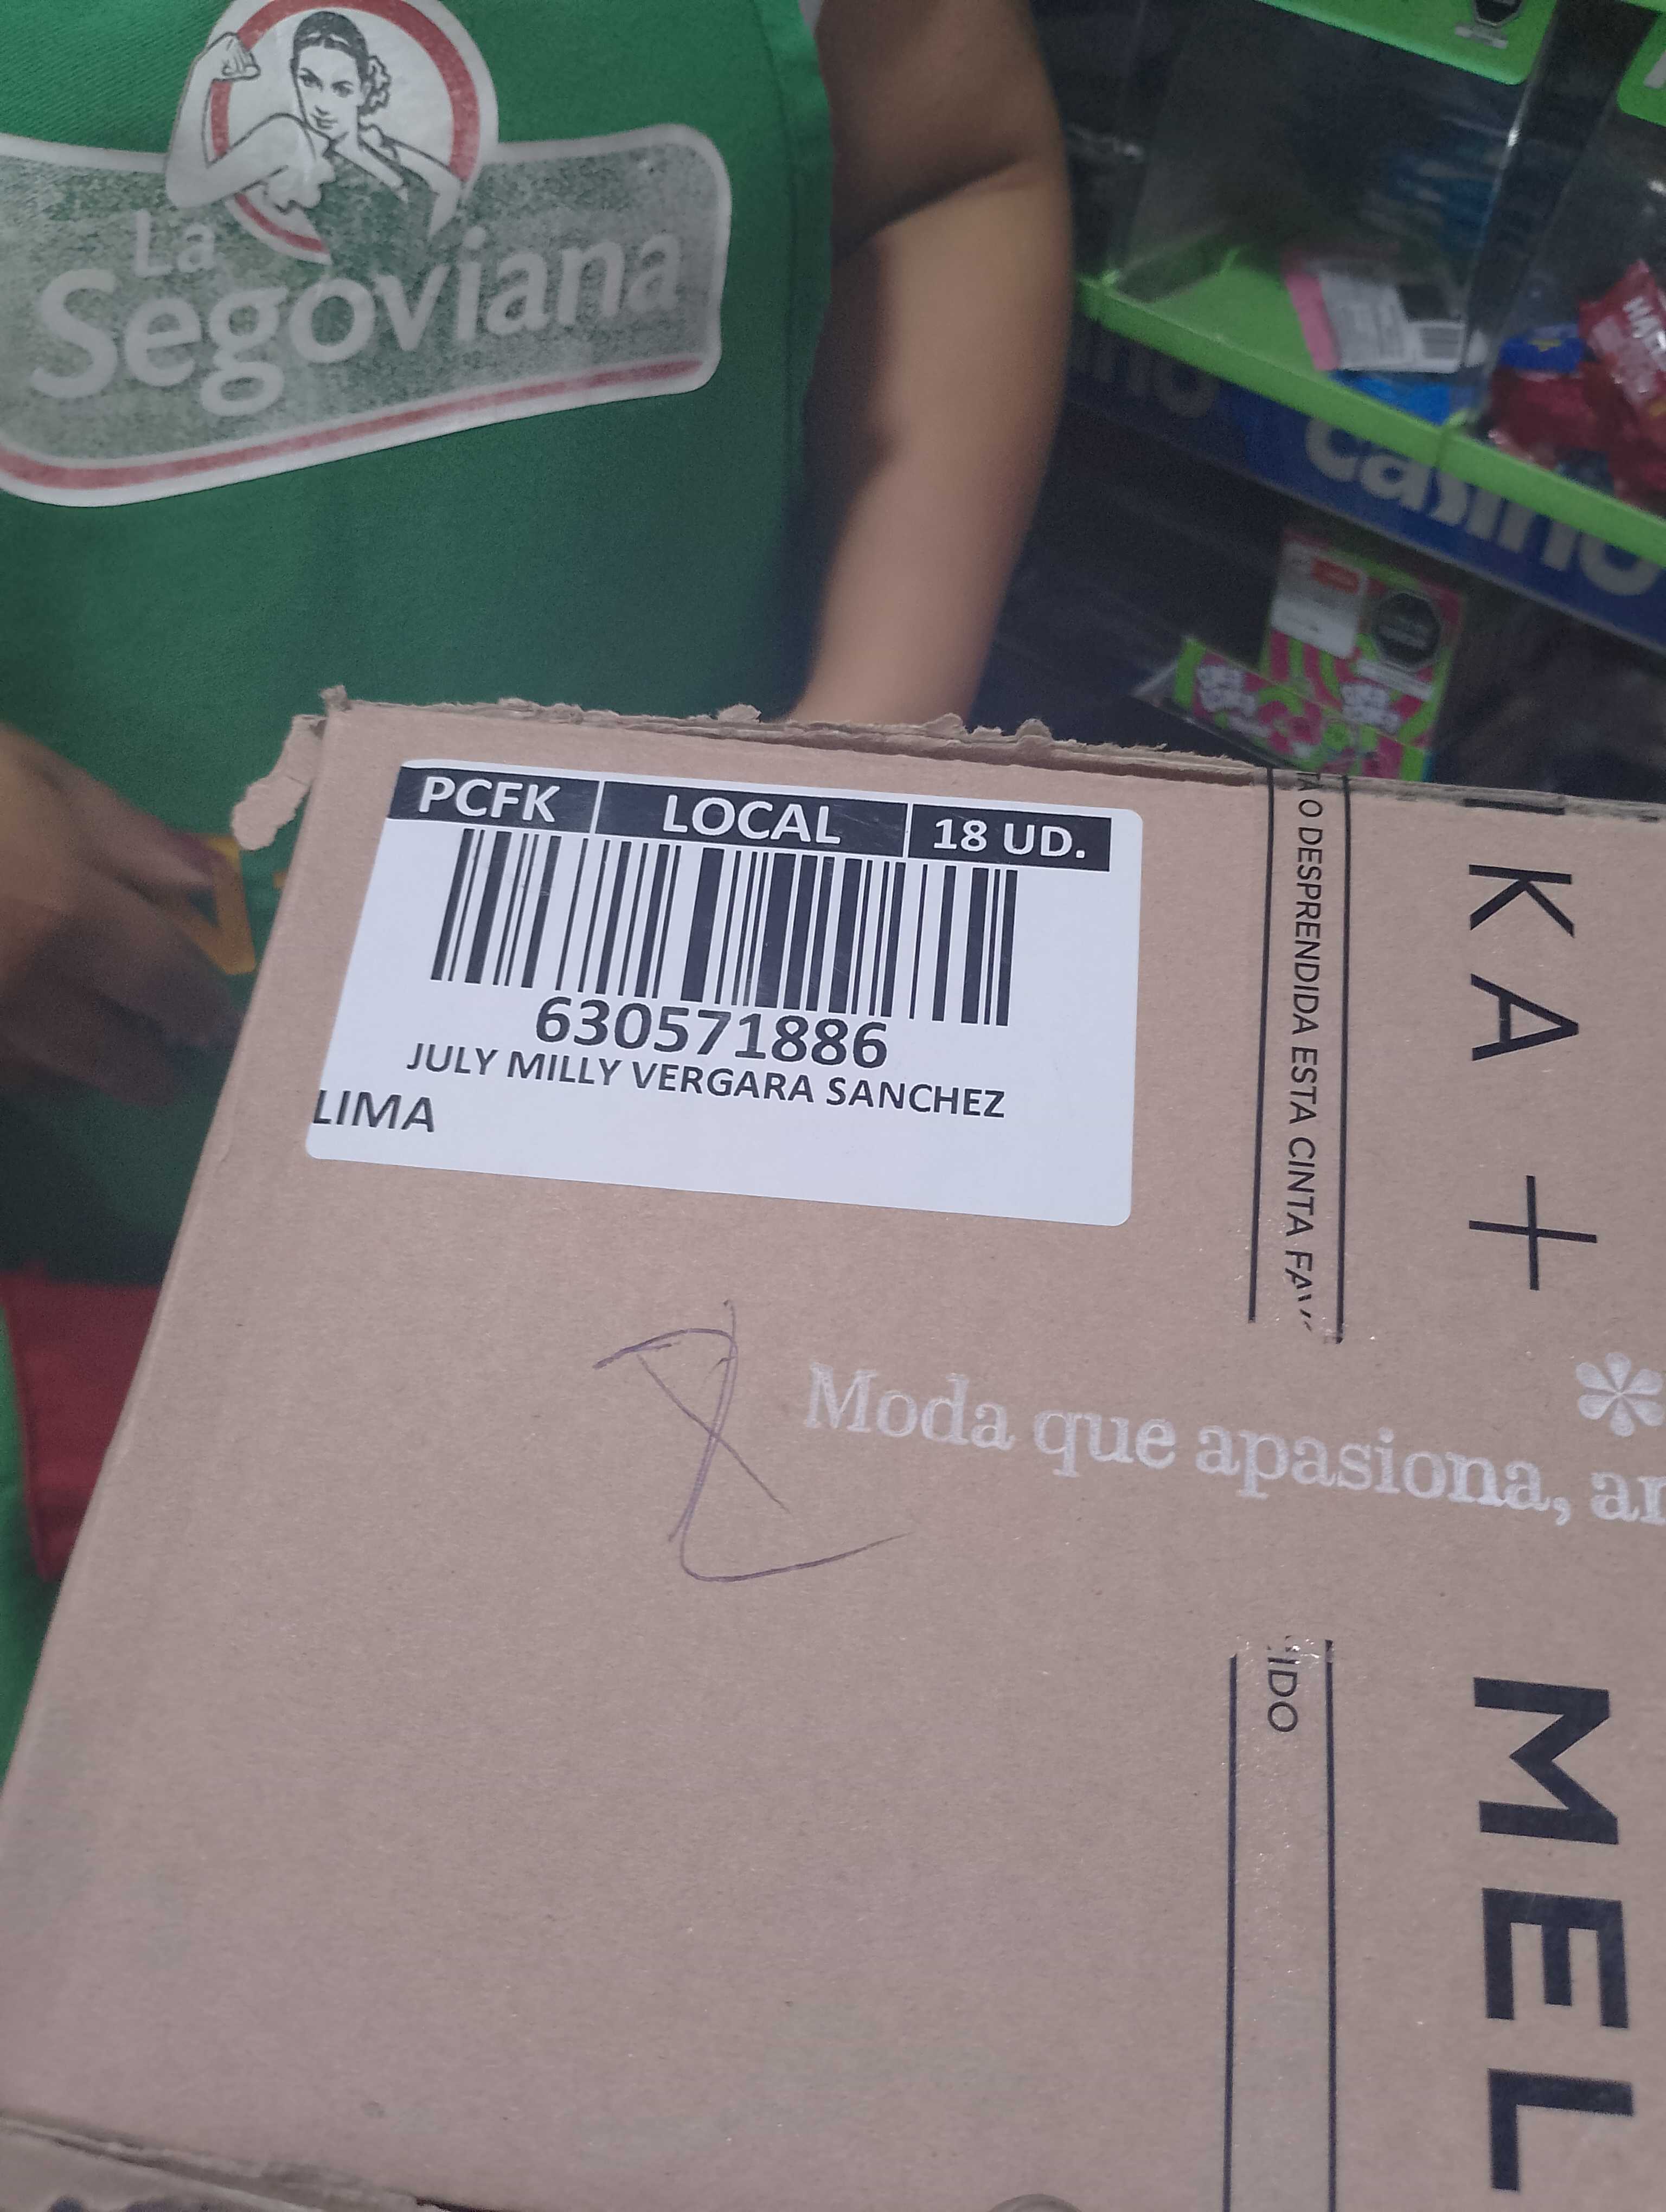 La
Segoviana
casino
PCFK LOCAL 18 UD.
630571886
JULY MILLY VERGARA SANCHEZ
LIMA
O DESPRENDIDA ESTA CINTA
KA+
Moda que apasiona,
MEL